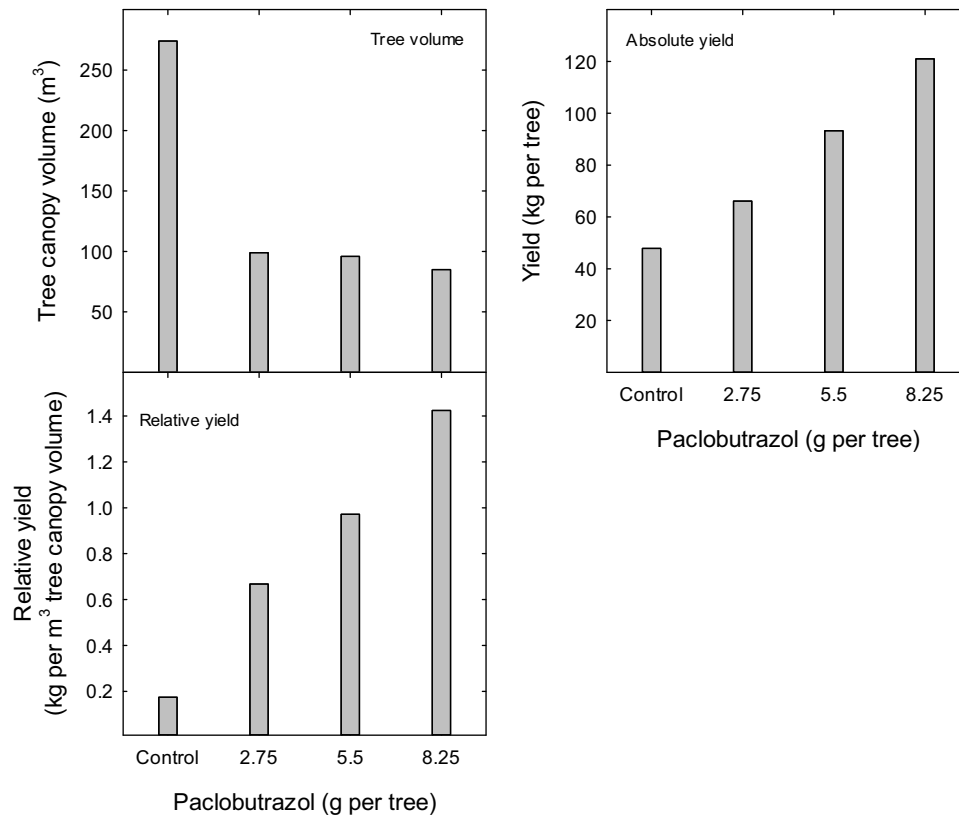 Tree volume
Tree canopy volume (m³)
250
200
150
100
50
Absolute yield
Yield (kg per tree)
120
100
80
60
40
20
Control 2.75 5.5 8.25
Paclobutrazol (g per tree)
Relative yield
Relative yield
(kg per m³ tree canopy volume)
1.4
1.2
1.0
0.8
0.6
0.4
0.2
Control 2.75 5.5 8.25
Paclobutrazol (g per tree)